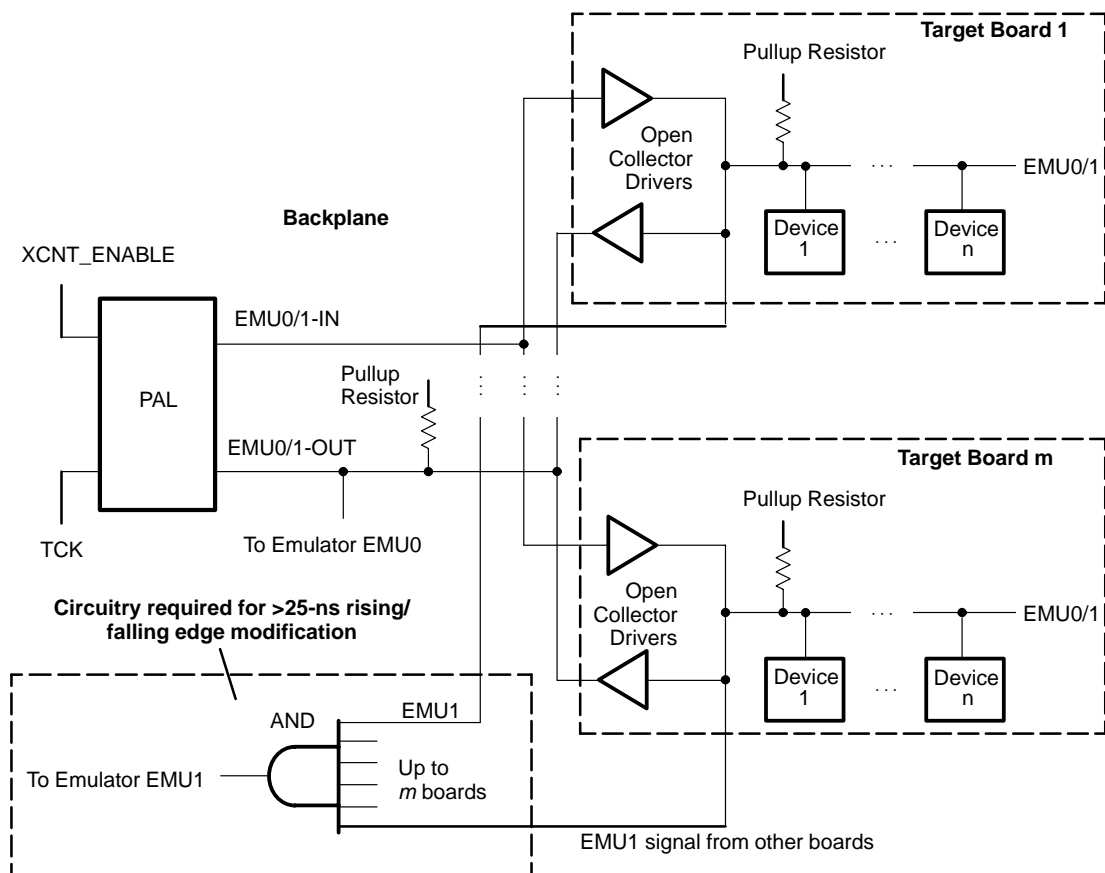 Target Board 1
Pullup Resistor
Open
Collector
Drivers
EMU0/1
Backplane
Device
1
Device
n
XCNT_ENABLE
EMU0/1-IN
PAL
Pullup
Resistor
EMU0/1-OUT
Target Board m
Pullup Resistor
TCK
To Emulator EMU0
Open
Collector
Drivers
EMU0/1
Circuitry required for >25-ns rising/
falling edge modification
Device
1
Device
n
EMU1
AND
Up to
m boards
To Emulator EMU1
EMU1 signal from other boards